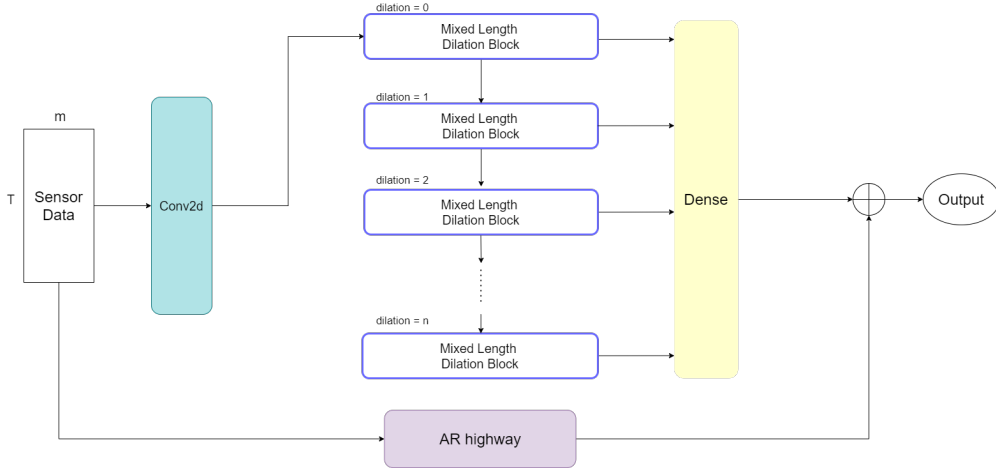 dilation = 0
Mixed Length
Dilation Block
m
dilation = 1
Mixed Length
Dilation Block
T
Sensor
Data
Conv2d
dilation = 2
Mixed Length
Dilation Block
Dense
Output
dilation = n
Mixed Length
Dilation Block
AR highway